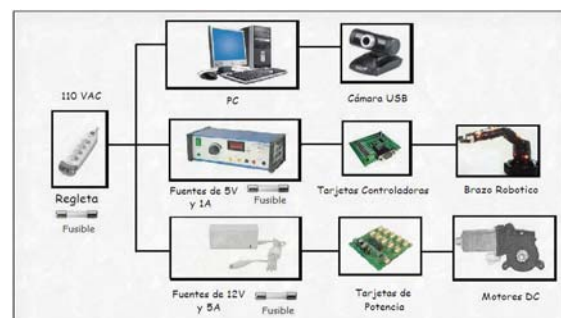 110 VAC
Regleta
Fusible
PC
Cámara USB
Fuentes de 5V
y 1A
Fusible
Tarjetas Controladoras
Brazo Robotico
Fuentes de 12V
y 5A
Fusible
Tarjetas de
Potencia
Motores DC